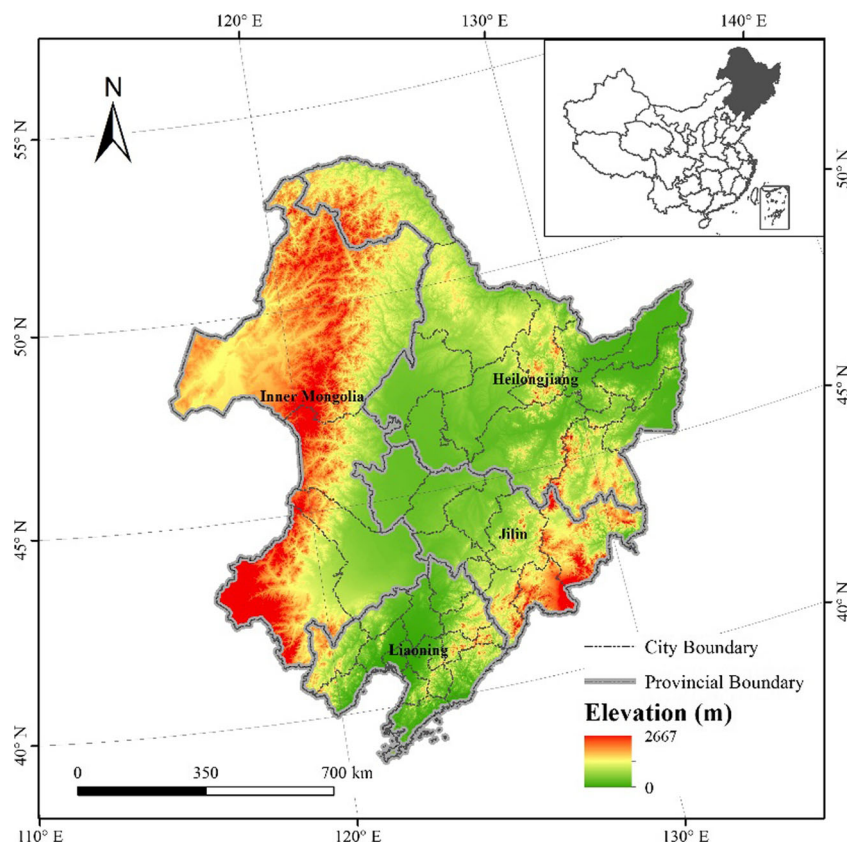 120° E
130° E
140° E
N
55° N
50° N
50° N
45° N
Inner Mongolia
Heilongjiang
45° N
Jilin
40° N
Liaoning
City Boundary
Provincial Boundary
Elevation (m)
2667
0
40° N
0 350 700 km
110° E
120° E
130° E